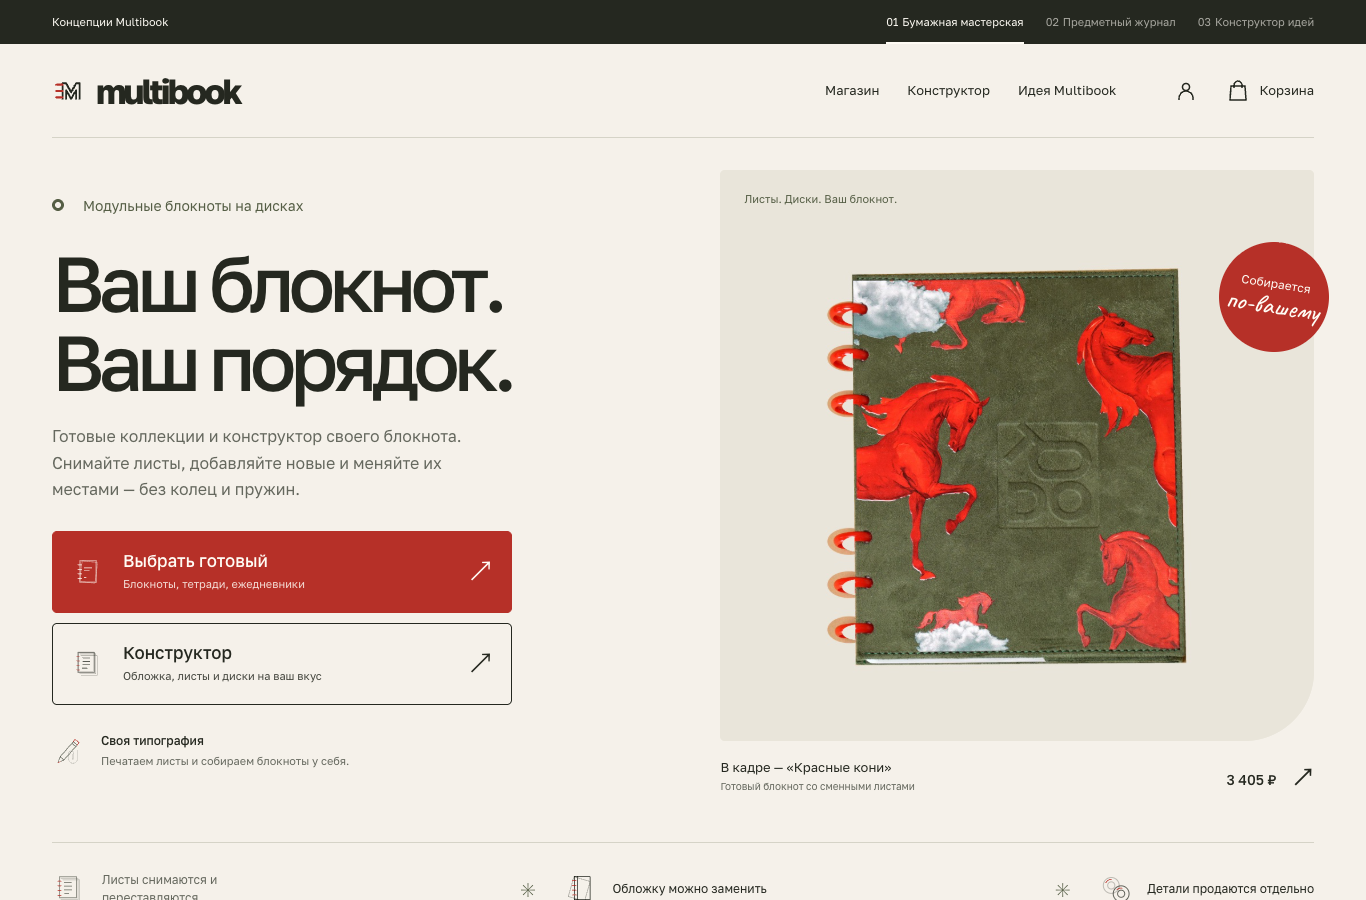 Концепции Multibook
01 Бумажная мастерская
02 Предметный журнал
03 Конструктор идей
multibook
Магазин
Конструктор
Идея Multibook
Корзина
Модульные блокноты на дисках
Ваш блокнот.
Ваш порядок.
Готовые коллекции и конструктор своего блокнота.
Снимайте листы, добавляйте новые и меняйте их
местами — без колец и пружин.
Выбрать готовый
Блокноты, тетради, ежедневники
Конструктор
Обложка, листы и диски на ваш вкус
Своя типография
Печатаем листы и собираем блокноты у себя.
Листы. Диски. Ваш блокнот.
Собирается
по-вашему
В кадре — «Красные кони»
Готовый блокнот со сменными листами
3 405 ₽
Листы снимаются и
переставляются
Обложку можно заменить
Детали продаются отдельно